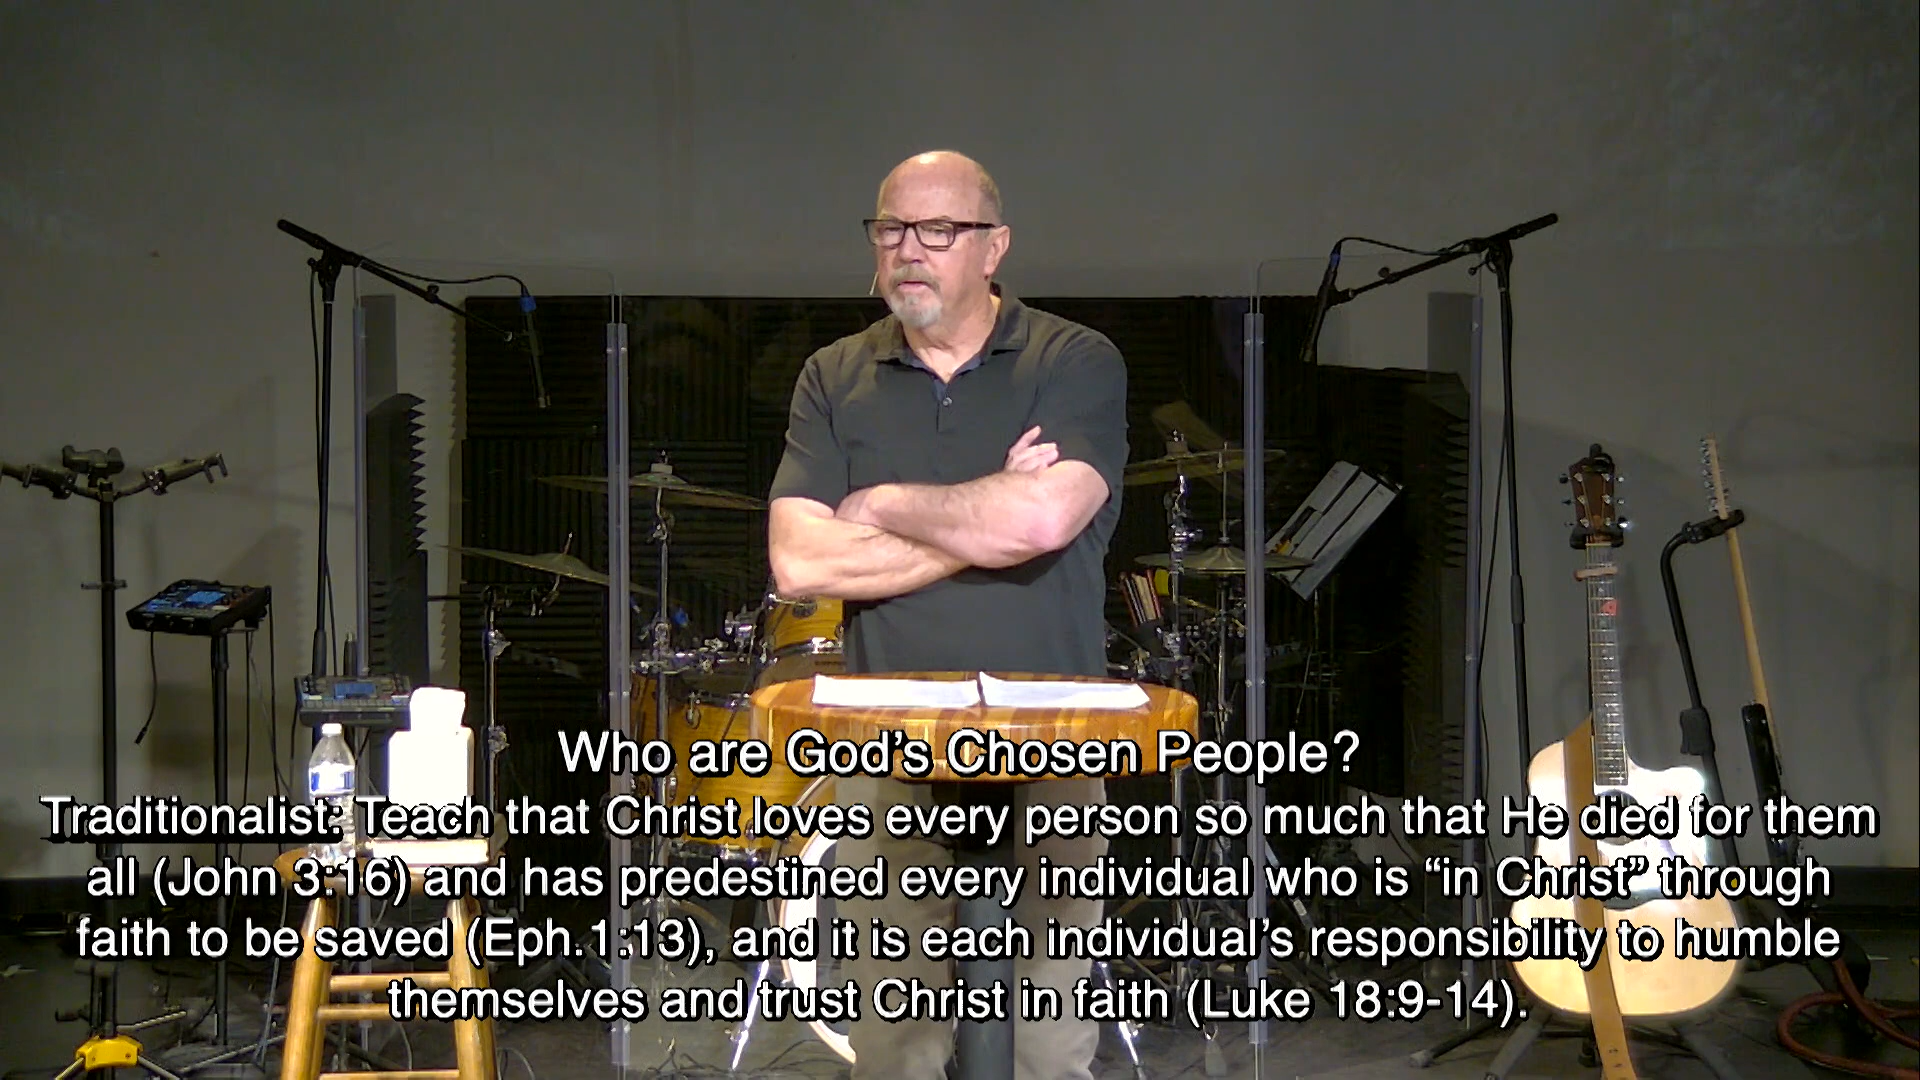 Who are God’s Chosen People?
Traditionalist: Teach that Christ loves every person so much that He died for them
all (John 3:16) and has predestined every individual who is “in Christ” through
faith to be saved (Eph. 1:13), and it is each individual’s responsibility to humble
themselves and trust Christ in faith (Luke 18:9-14).